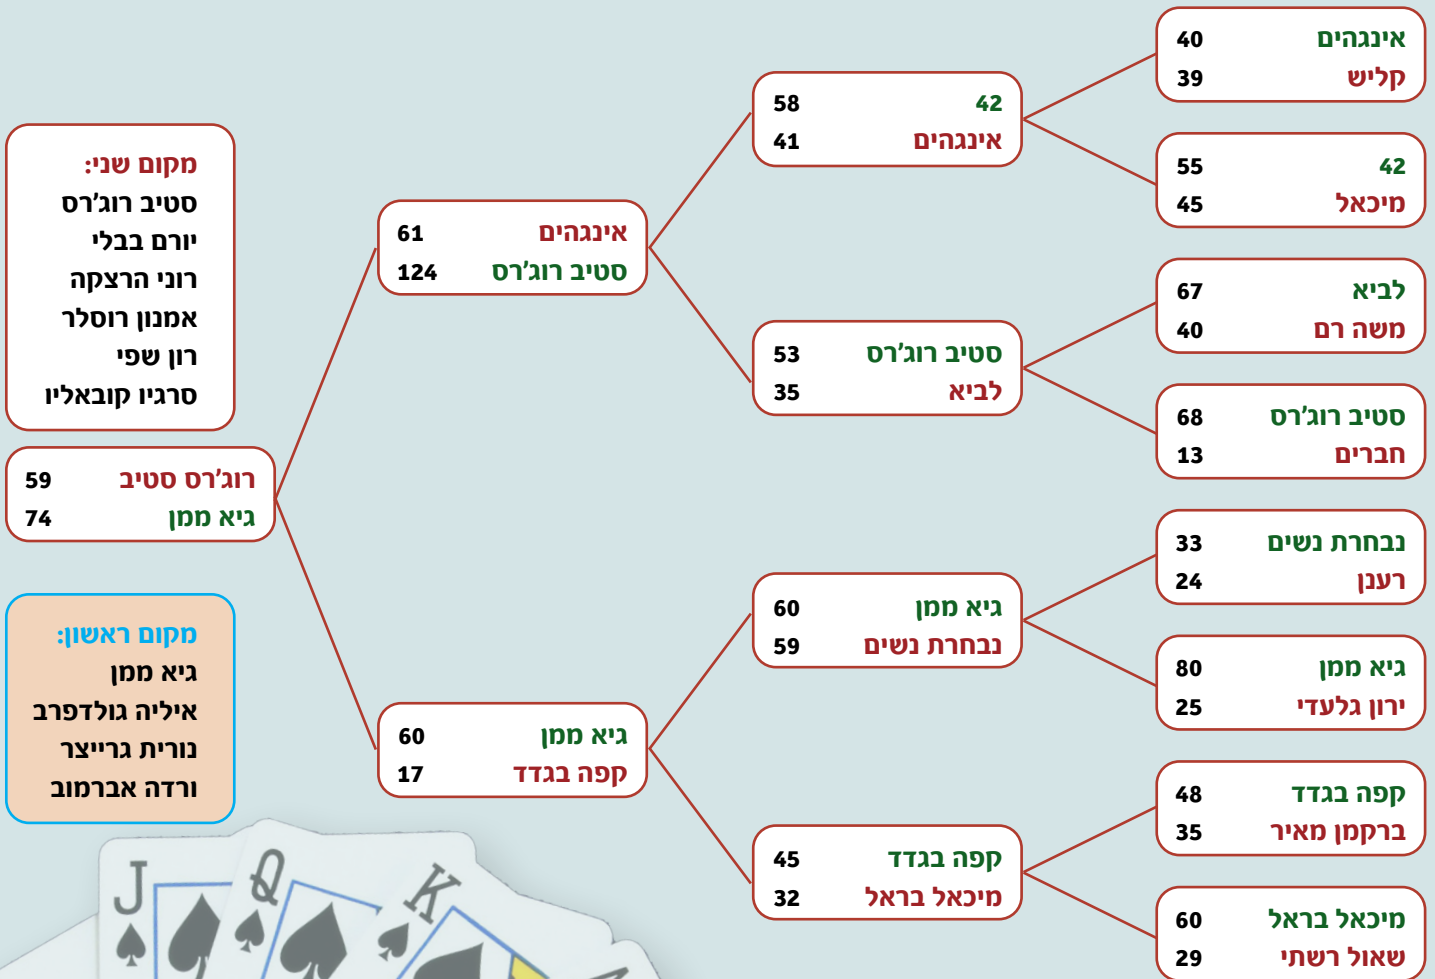 אינגהים 40
קליש 39
42 55
מיכאל 45
לביא 67
משה רם 40
סטיב רוג'רס 68
חברים 13
נבחרת נשים 33
רענן 24
גיא ממן 80
ירון גלעדי 25
קפה בגדד 48
ברקמן מאיר 35
מיכאל בראל 60
שאול רשתי 29
42 58
אינגהים 41
סטיב רוג'רס 53
לביא 35
גיא ממן 60
נבחרת נשים 59
קפה בגדד 45
מיכאל בראל 32
אינגהים 61
סטיב רוג'רס 124
גיא ממן 60
קפה בגדד 17
מקום שני:
סטיב רוג'רס
יורם בבלי
רוני הרצקה
אמנון רוסלר
רון שפי
סרגיו קובאליו
רוג'רס סטיב 59
גיא ממן 74
מקום ראשון:
גיא ממן
איליה גולדפרב
נורית גרייצר
ורדה אברמוב
J
Q
K